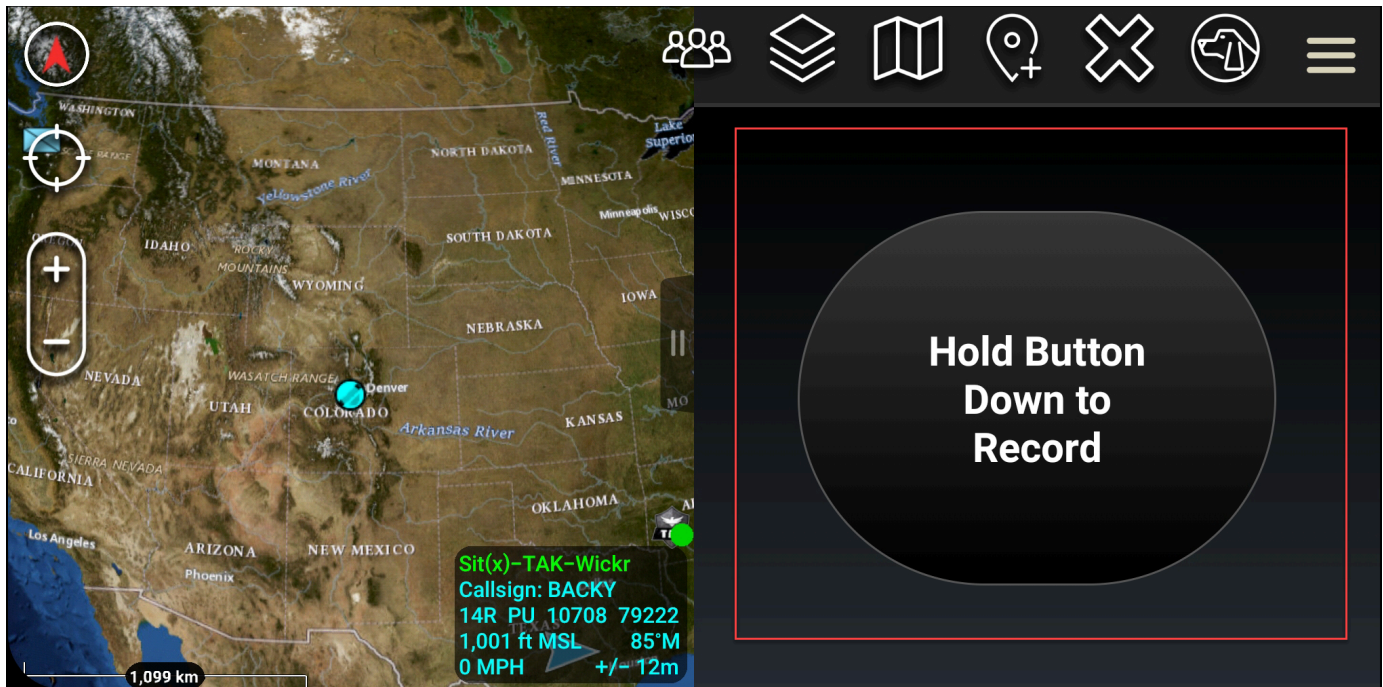 WASHINGTON
MONTANA
NORTH DAKOTA
Red River
Lake
Superior
Yellowstone River
MINNESOTA
Minneapolis
WISC
OREGON
IDAHO
ROCKY
MOUNTAINS
SOUTH DAKOTA
WYOMING
IOWA
NEBRASKA
NEVADA
WASATCH RANGE
Denver
UTAH
COLORADO
MO
KANSAS
Arkansas River
SIERRA NEVADA
CALIFORNIA
OKLAHOMA
Los Angeles
ARIZONA
NEW MEXICO
Phoenix
TEXAS
Sit(x)-TAK-Wickr
Callsign: BACKY
14R PU 10708 79222
1,001 ft MSL 85°M
0 MPH +/- 12m
1,099 km
Hold Button
Down to
Record